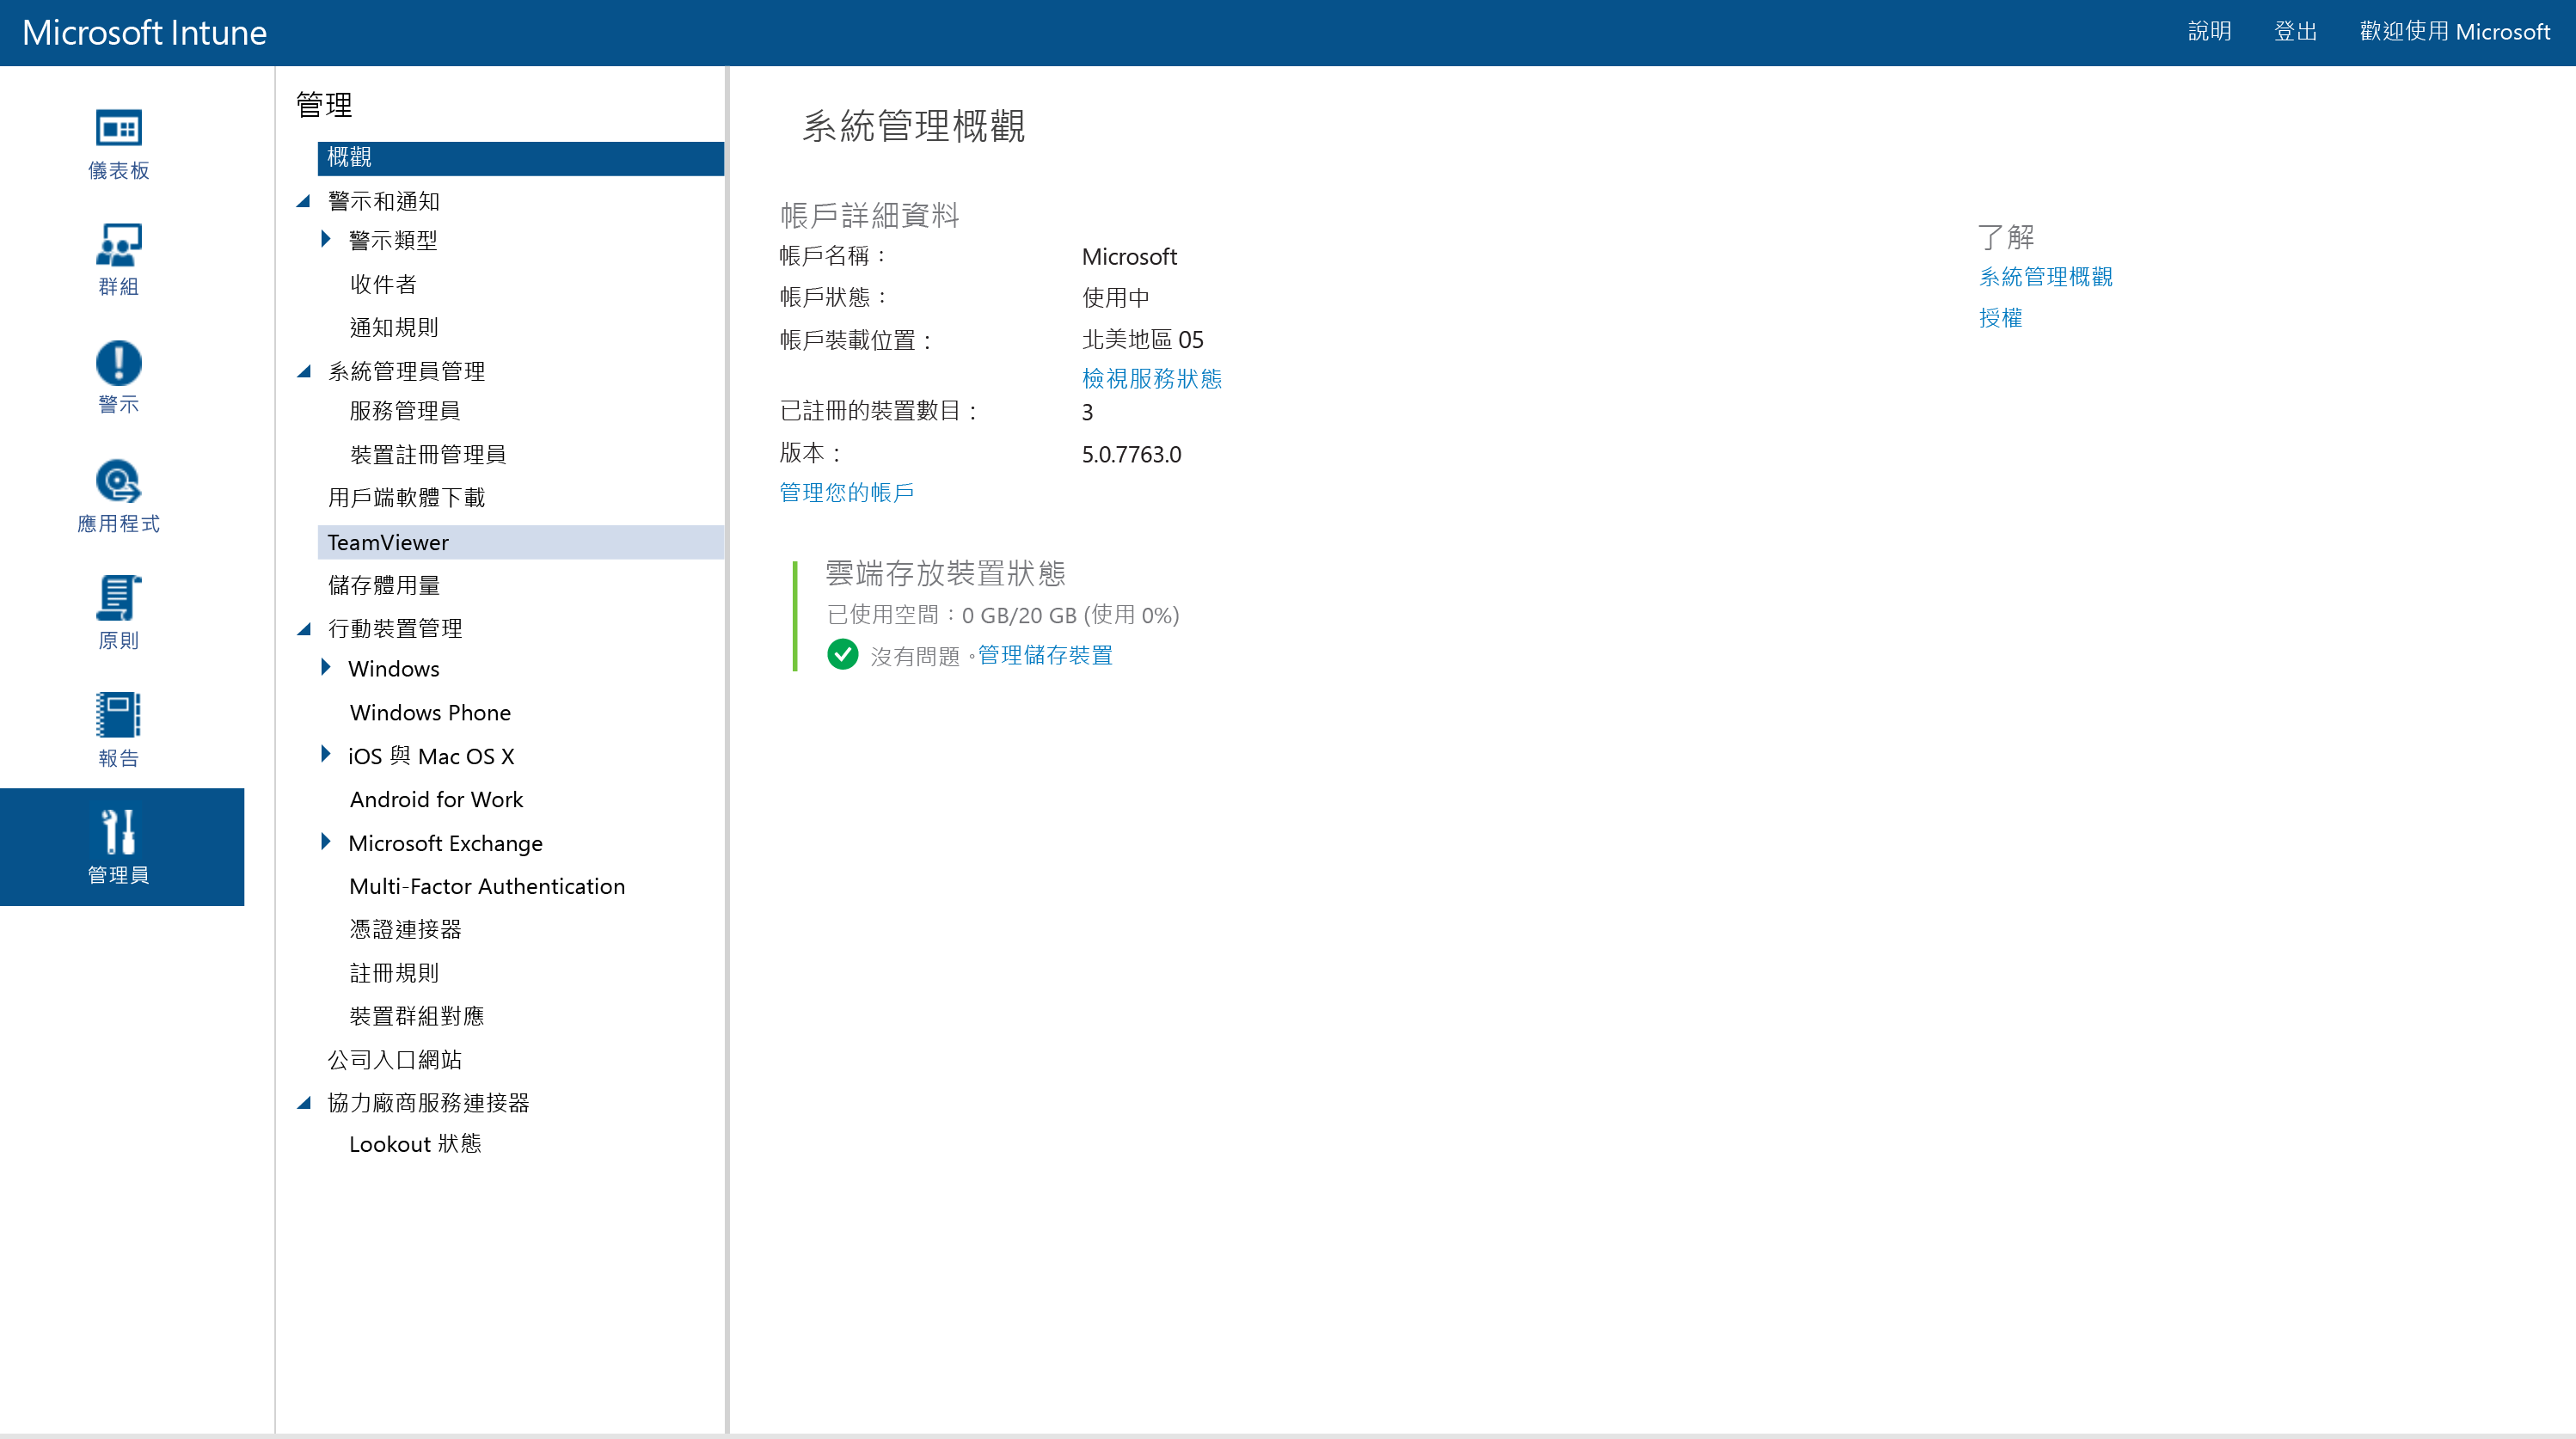 Microsoft Intune
說明
登出
歡迎使用 Microsoft
儀表板
群組
警示
應用程式
原則
報告
管理員
管理
概觀
警示和通知
警示類型
收件者
通知規則
系統管理員管理
服務管理員
裝置註冊管理員
用戶端軟體下載
TeamViewer
儲存體用量
行動裝置管理
Windows
Windows Phone
iOS 與 Mac OS X
Android for Work
Microsoft Exchange
Multi-Factor Authentication
憑證連接器
註冊規則
裝置群組對應
公司入口網站
協力廠商服務連接器
Lookout 狀態
系統管理概觀
帳戶詳細資料
帳戶名稱： Microsoft
帳戶狀態： 使用中
帳戶裝載位置： 北美地區 05
檢視服務狀態
已註冊的裝置數目： 3
版本： 5.0.7763.0
管理您的帳戶
雲端存放裝置狀態
已使用空間：0 GB/20 GB (使用 0%)
沒有問題。管理儲存裝置
了解
系統管理概觀
授權